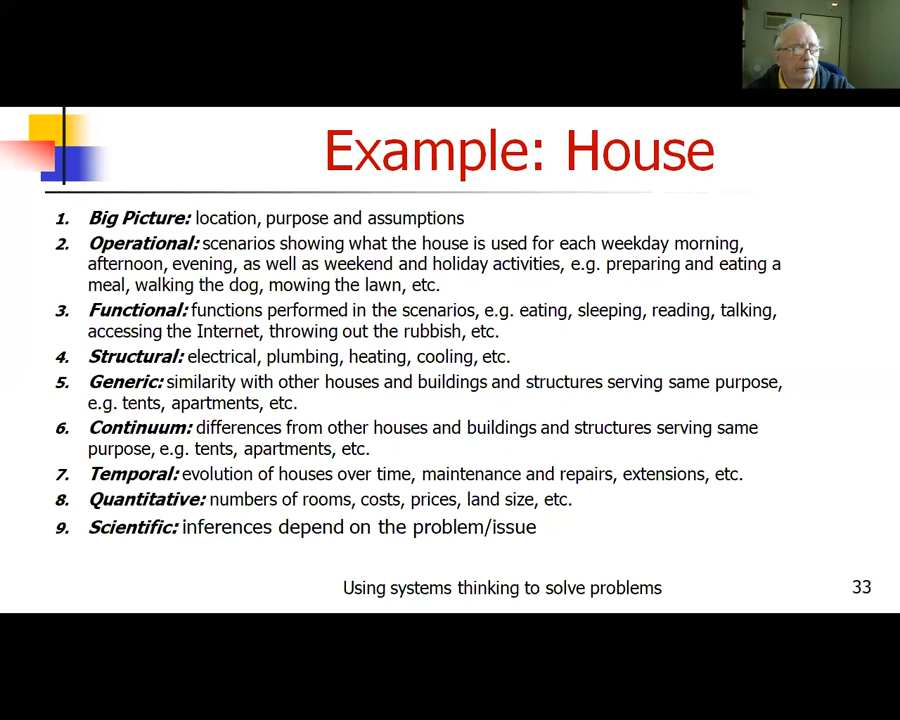 Example: House
1. Big Picture: location, purpose and assumptions
2. Operational: scenarios showing what the house is used for each weekday morning,
afternoon, evening, as well as weekend and holiday activities, e.g. preparing and eating a
meal, walking the dog, mowing the lawn, etc.
3. Functional: functions performed in the scenarios, e.g. eating, sleeping, reading, talking,
accessing the Internet, throwing out the rubbish, etc.
4. Structural: electrical, plumbing, heating, cooling, etc.
5. Generic: similarity with other houses and buildings and structures serving same purpose,
e.g. tents, apartments, etc.
6. Continuum: differences from other houses and buildings and structures serving same
purpose, e.g. tents, apartments, etc.
7. Temporal: evolution of houses over time, maintenance and repairs, extensions, etc.
8. Quantitative: numbers of rooms, costs, prices, land size, etc.
9. Scientific: inferences depend on the problem/issue
Using systems thinking to solve problems
33